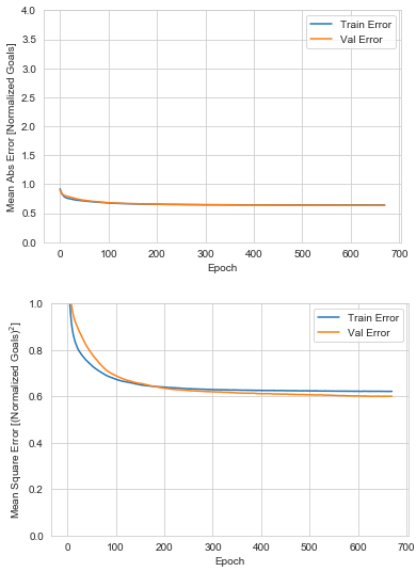 4.0
3.5
3.0
2.5
2.0
1.5
1.0
0.5
0.0
Mean Abs Error [Normalized Goals]
Train Error
Val Error
0 100 200 300 400 500 600 700
Epoch
1.0
0.8
0.6
0.4
0.2
0.0
Mean Square Error [(Normalized Goals)²]
Train Error
Val Error
0 100 200 300 400 500 600 700
Epoch